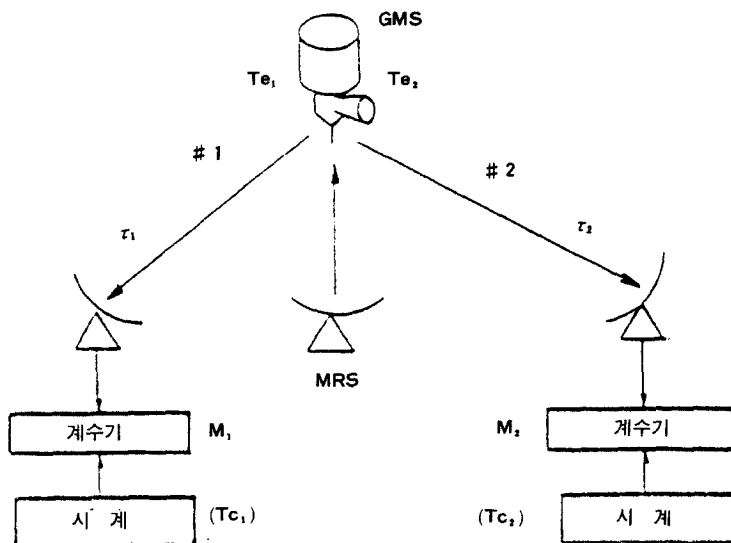 GMS
Te₁
Te₂
# 1
# 2
τ₁
τ₂
MRS
계수기
M₁
M₂
계수기
시 계
(Tc₁)
(Tc₂)
시 계